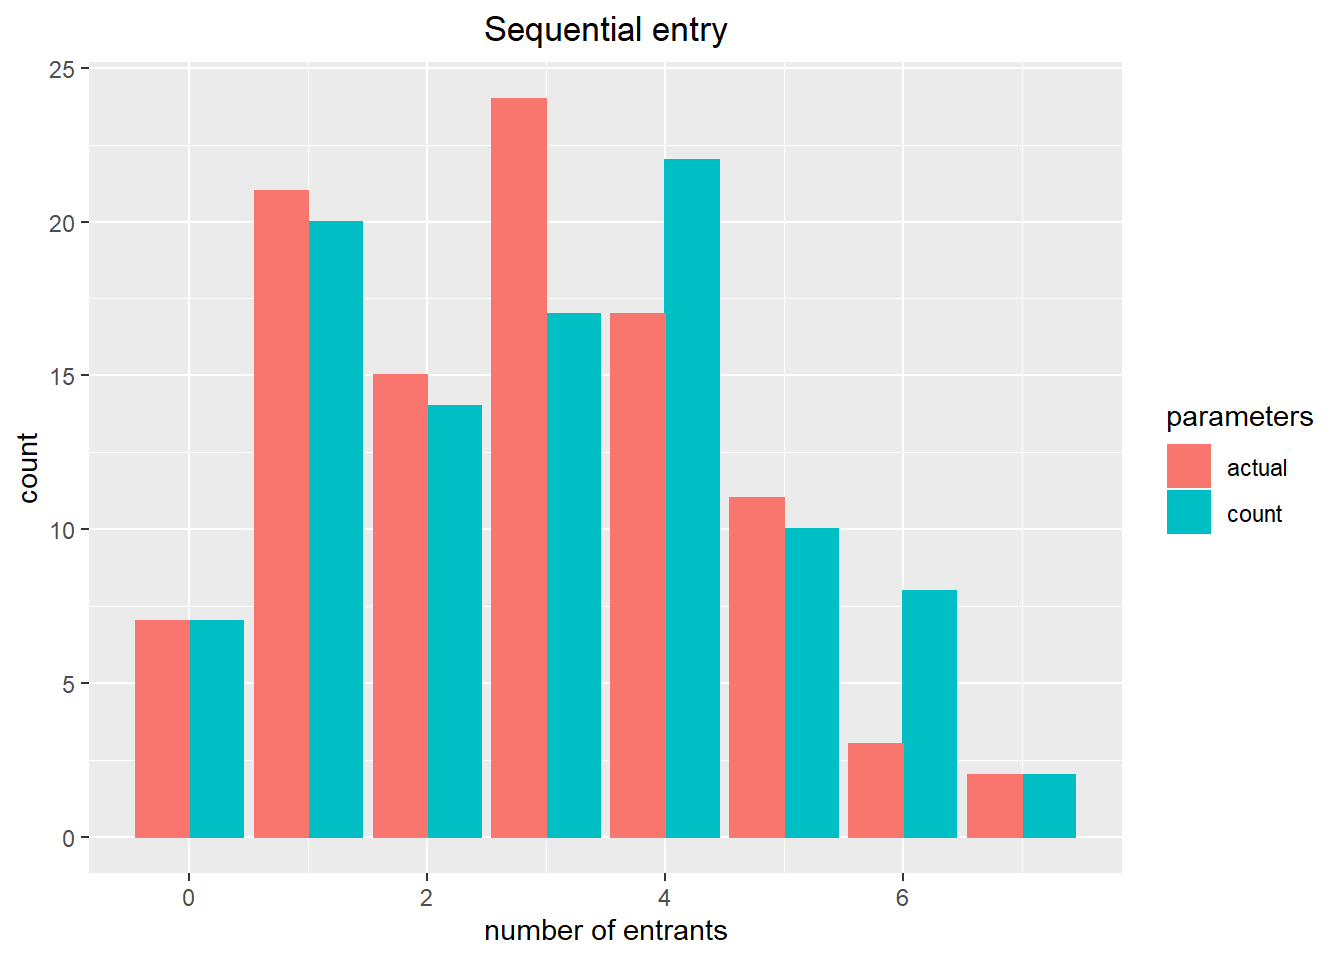 Sequential entry
25
20
15
10
5
0
count
0 2 4 6
number of entrants
parameters
actual
count